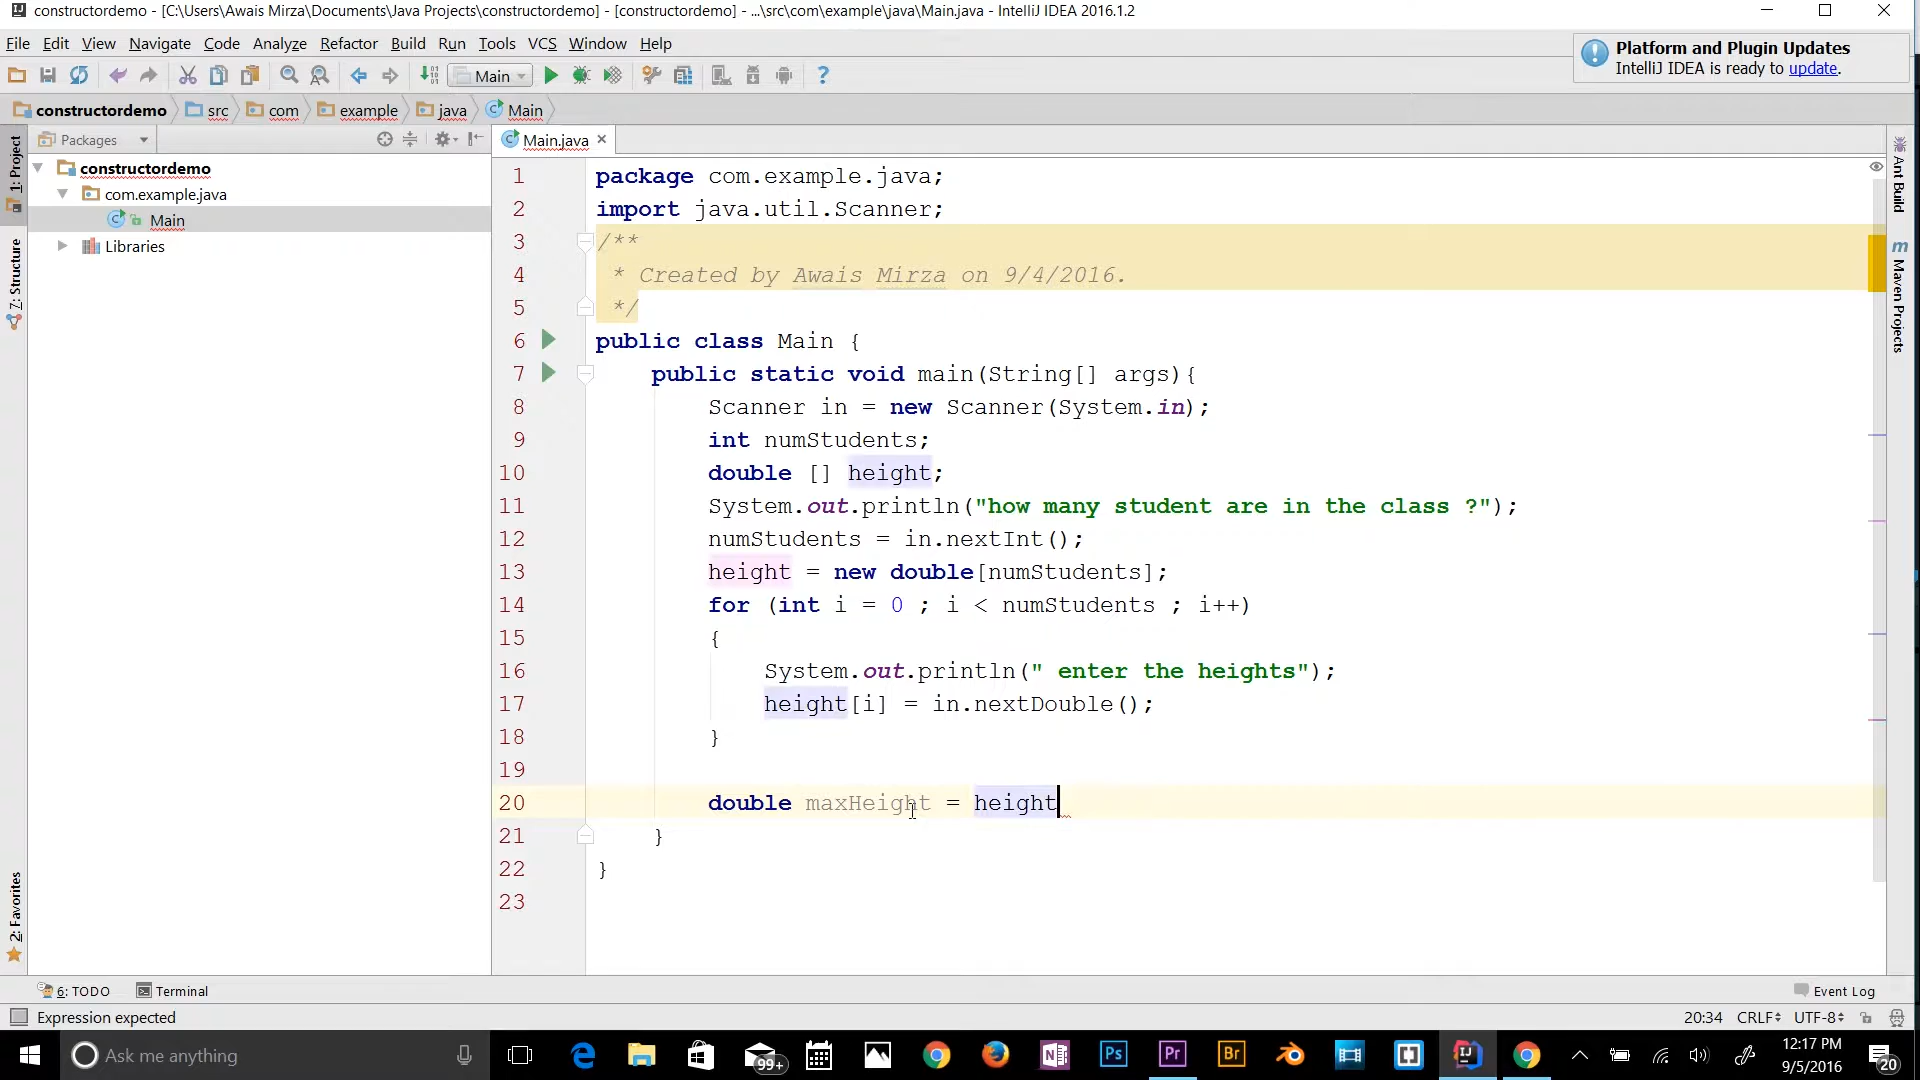 constructordemo - [C:\Users\Awais Mirza\Documents\Java Projects\constructordemo] - [constructordemo] - ...\src\com\example\java\Main.java - IntelliJ IDEA 2016.1.2
File Edit View Navigate Code Analyze Refactor Build Run Tools VCS Window Help
Platform and Plugin Updates
IntelliJ IDEA is ready to update.
Main
constructordemo src com example java Main
Packages
Main.java
1: Project
7: Structure
2: Favorites
constructordemo
com.example.java
Main
Libraries
1 package com.example.java;
2 import java.util.Scanner;
3 /**
4 * Created by Awais Mirza on 9/4/2016.
5 */
6 public class Main {
7 public static void main(String[] args){
8 Scanner in = new Scanner(System.in);
9 int numStudents;
10 double [] height;
11 System.out.println("how many student are in the class ?");
12 numStudents = in.nextInt();
13 height = new double[numStudents];
14 for (int i = 0 ; i < numStudents ; i++)
15 {
16 System.out.println(" enter the heights");
17 height[i] = in.nextDouble();
18 }
19
20 double maxHeight = height
21 }
22 }
23
Ant Build
Maven Projects
6: TODO Terminal Event Log
Expression expected 20:34 CRLF UTF-8
Ask me anything
99+
Ps Pr Br
12:17 PM
9/5/2016
20